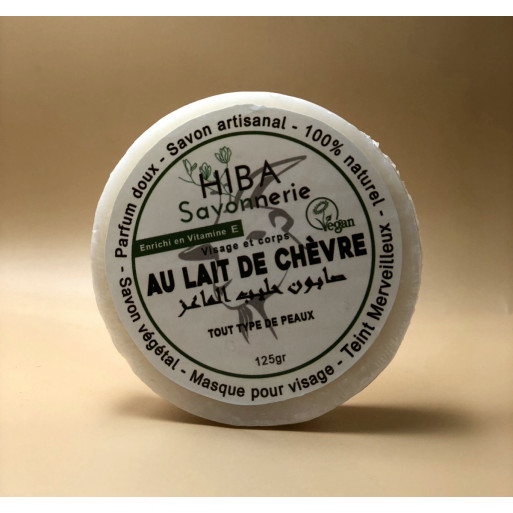 Savon végétal - Parfum doux - Savon artisanal - 100% naturel - Teint Merveilleux - Masque pour visage -
HIBA
Savonnerie
Vegan
Enrichi en Vitamine E
Visage et corps
AU LAIT DE CHÈVRE
صابون حليب الماعز
TOUT TYPE DE PEAUX
125gr